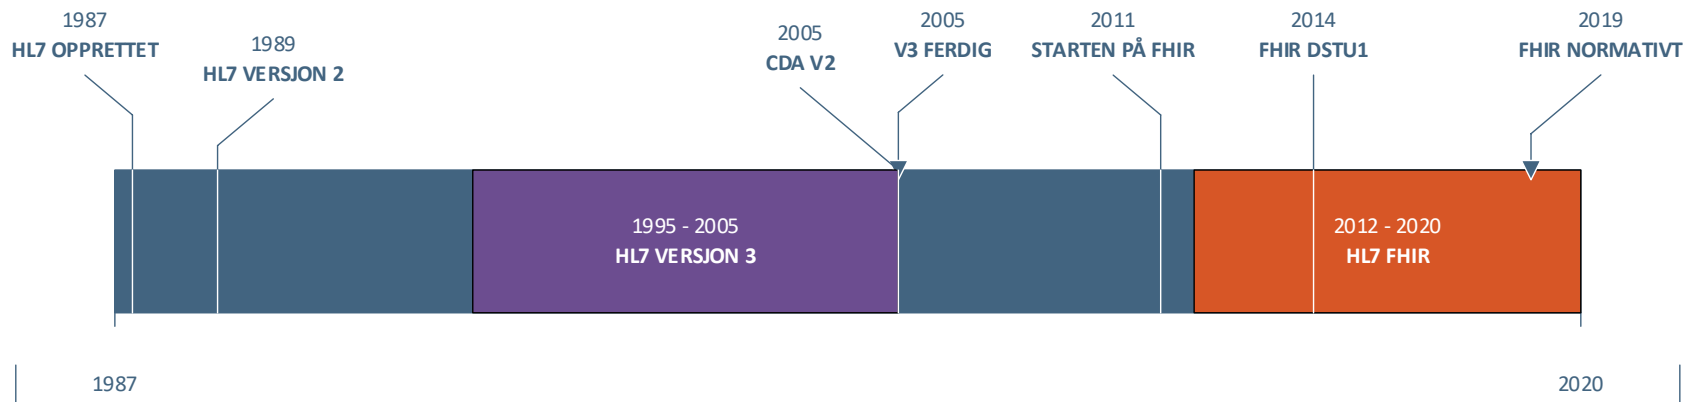 1987
HL7 OPPRETTET
1989
HL7 VERSJON 2
2005
CDA V2
2005
V3 FERDIG
2011
STARTEN PÅ FHIR
2014
FHIR DSTU1
2019
FHIR NORMATIVT
1995 - 2005
HL7 VERSJON 3
2012 - 2020
HL7 FHIR
1987
2020